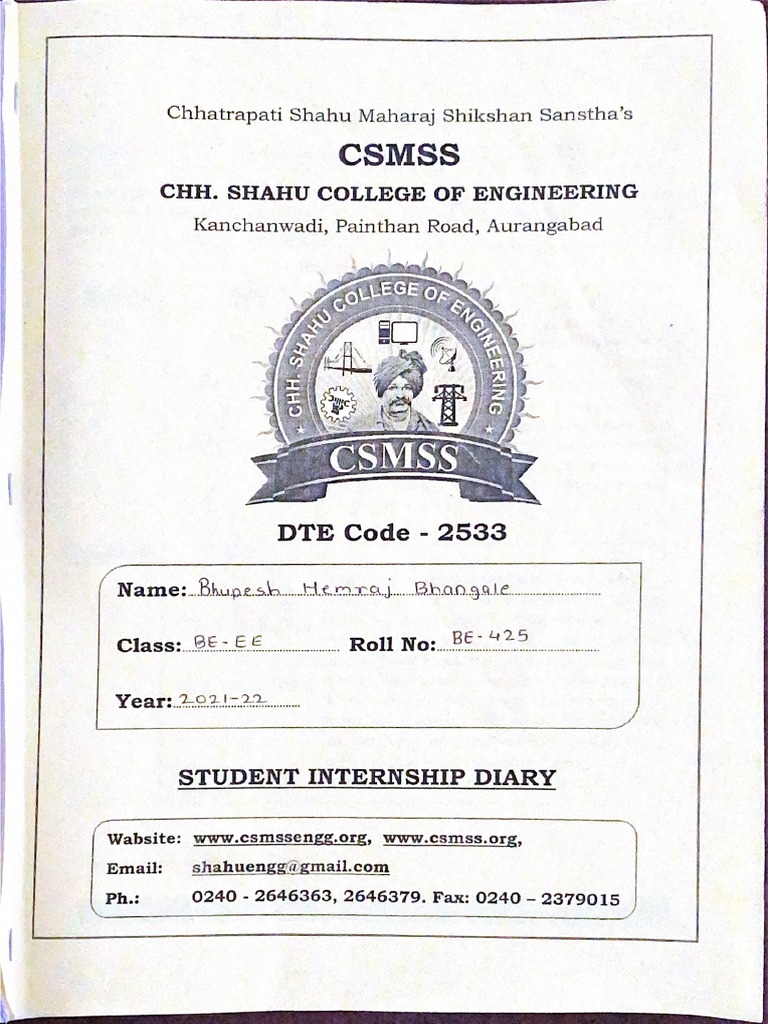 Chhatrapati Shahu Maharaj Shikshan Sanstha's
CSMSS
CHH. SHAHU COLLEGE OF ENGINEERING
Kanchanwadi, Painthan Road, Aurangabad
CHH. SHAHU COLLEGE OF ENGINEERING
CSMSS
DTE Code - 2533
Name: Bhupesh Hemraj Bhangale
Class: BE-EE Roll No: BE-425
Year: 2021-22
STUDENT INTERNSHIP DIARY
Wabsite: www.csmssengg.org, www.csmss.org,
Email: shahuengg@gmail.com
Ph.: 0240 - 2646363, 2646379. Fax: 0240 – 2379015